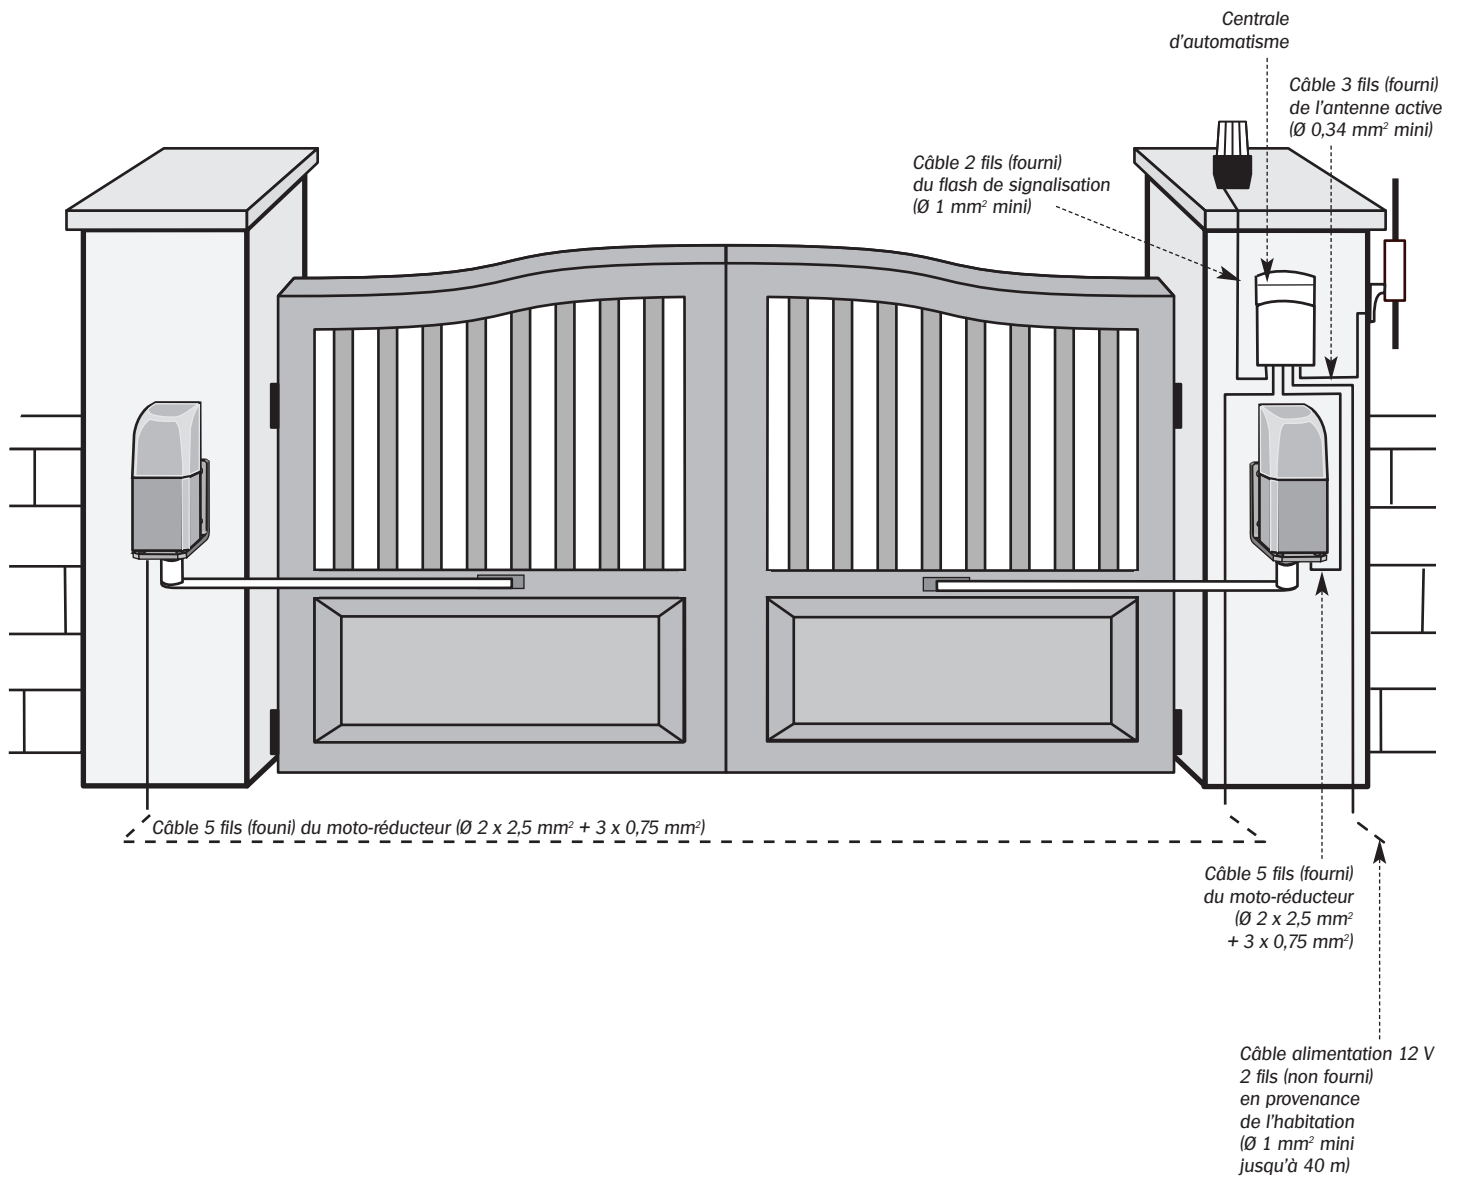 Centrale
d'automatisme
Câble 3 fils (fourni)
de l'antenne active
(Ø 0,34 mm² mini)
Câble 2 fils (fourni)
du flash de signalisation
(Ø 1 mm² mini)
Câble 5 fils (founi) du moto-réducteur (Ø 2 x 2,5 mm² + 3 x 0,75 mm²)
Câble 5 fils (fourni)
du moto-réducteur
(Ø 2 x 2,5 mm²
+ 3 x 0,75 mm²)
Câble alimentation 12 V
2 fils (non fourni)
en provenance
de l'habitation
(Ø 1 mm² mini
jusqu'à 40 m)